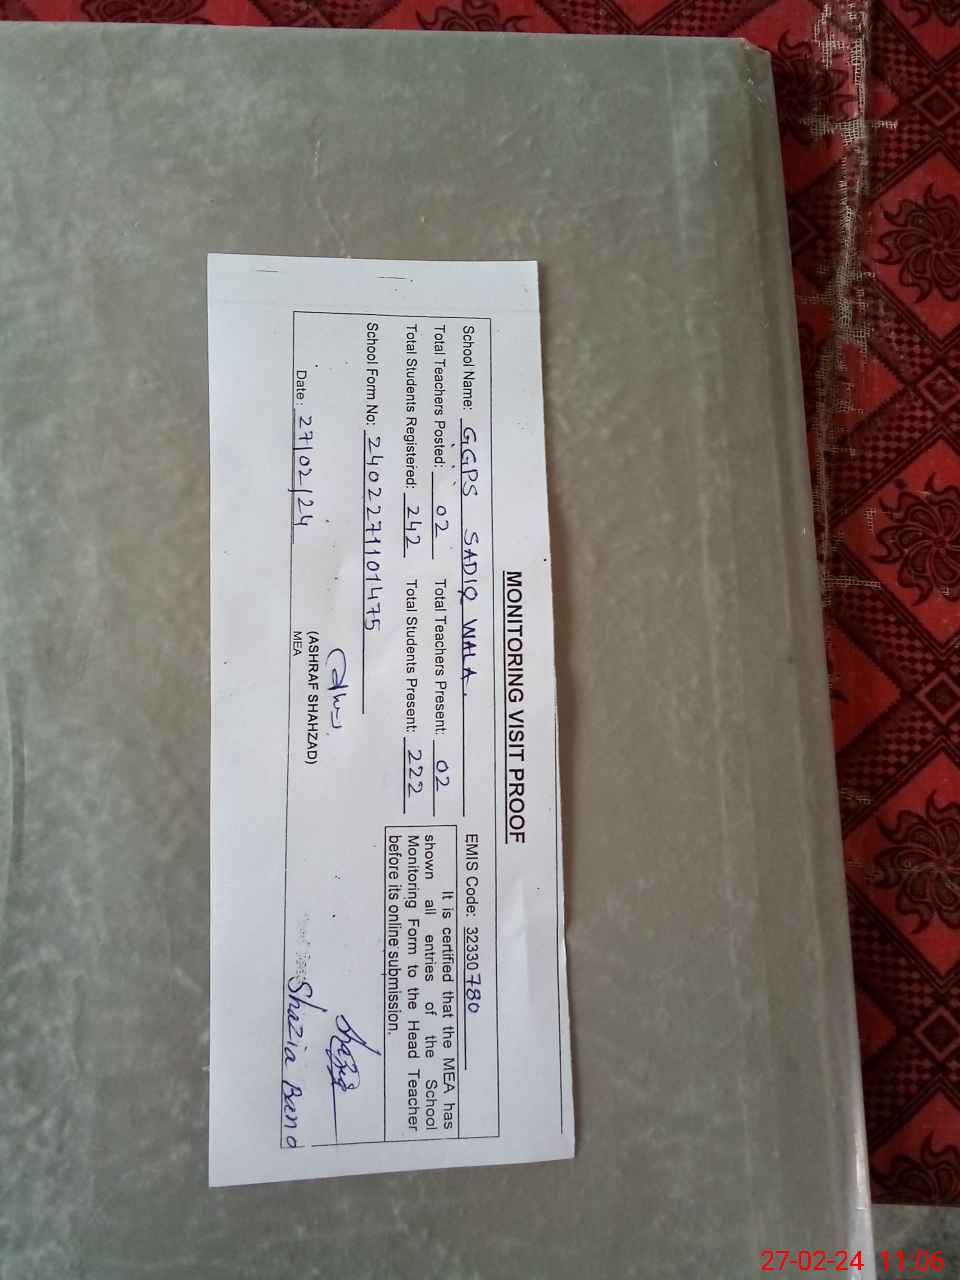 MONITORING VISIT PROOF
School Name: GGPS SADIQ WALA. EMIS Code: 32330780
Total Teachers Posted: 02 Total Teachers Present: 02
Total Students Registered: 242 Total Students Present: 222
It is certified that the MEA has
shown all entries of the School
Monitoring Form to the Head Teacher
before its online submission.
School Form No: 2402271101475
(ASHRAF SHAHZAD)
MEA
Date: 27/02/24
Shazia Bano
27-02-24 11:06